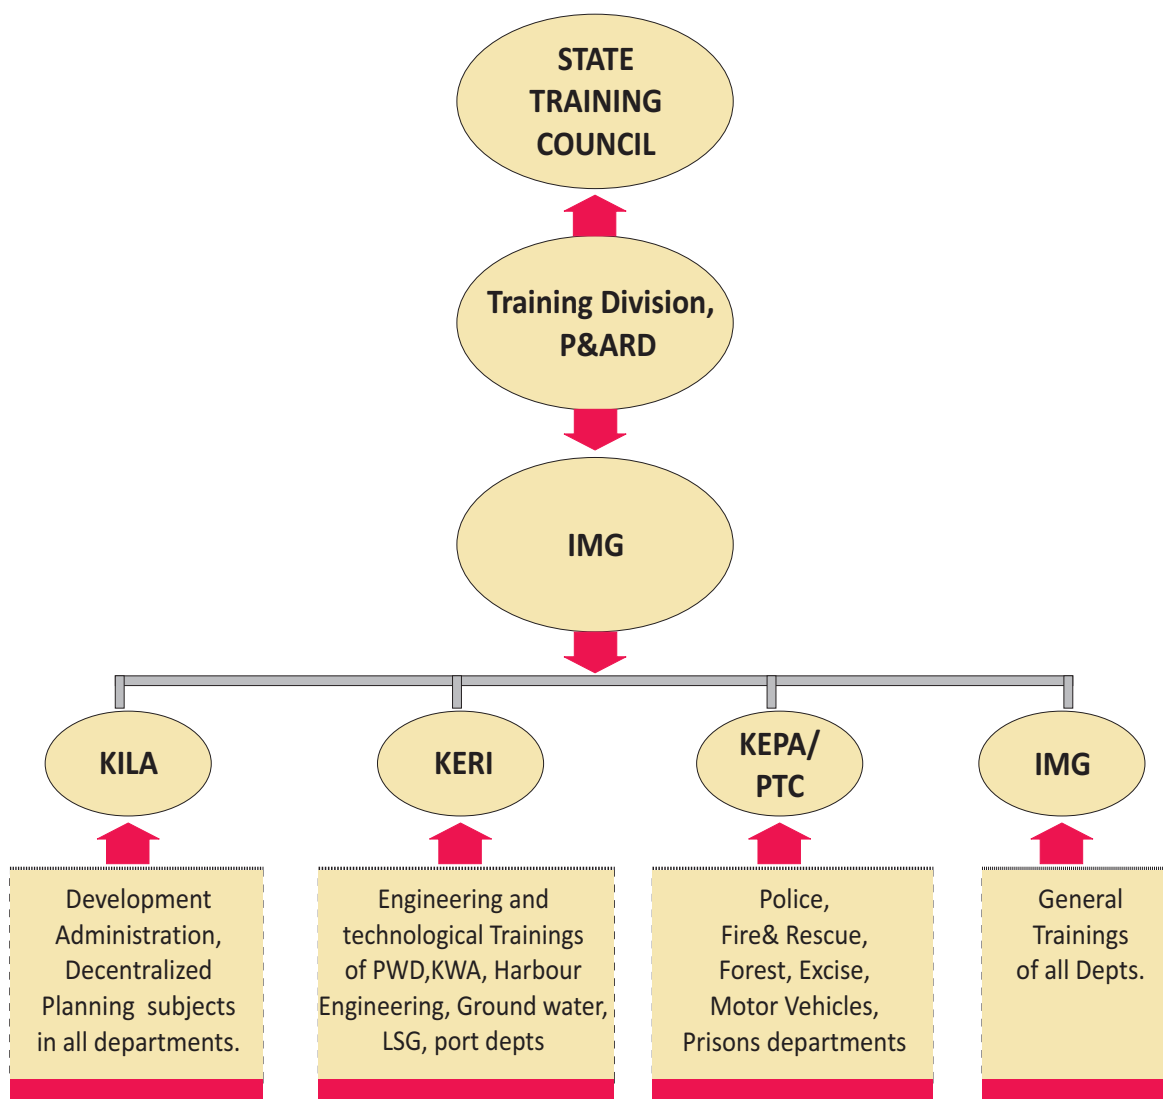 STATE
TRAINING
COUNCIL
Training Division,
P&ARD
IMG
KILA
KERI
KEPA/
PTC
IMG
Development
Administration,
Decentralized
Planning subjects
in all departments.
Engineering and
technological Trainings
of PWD,KWA, Harbour
Engineering, Ground water,
LSG, port depts
Police,
Fire& Rescue,
Forest, Excise,
Motor Vehicles,
Prisons departments
General
Trainings
of all Depts.